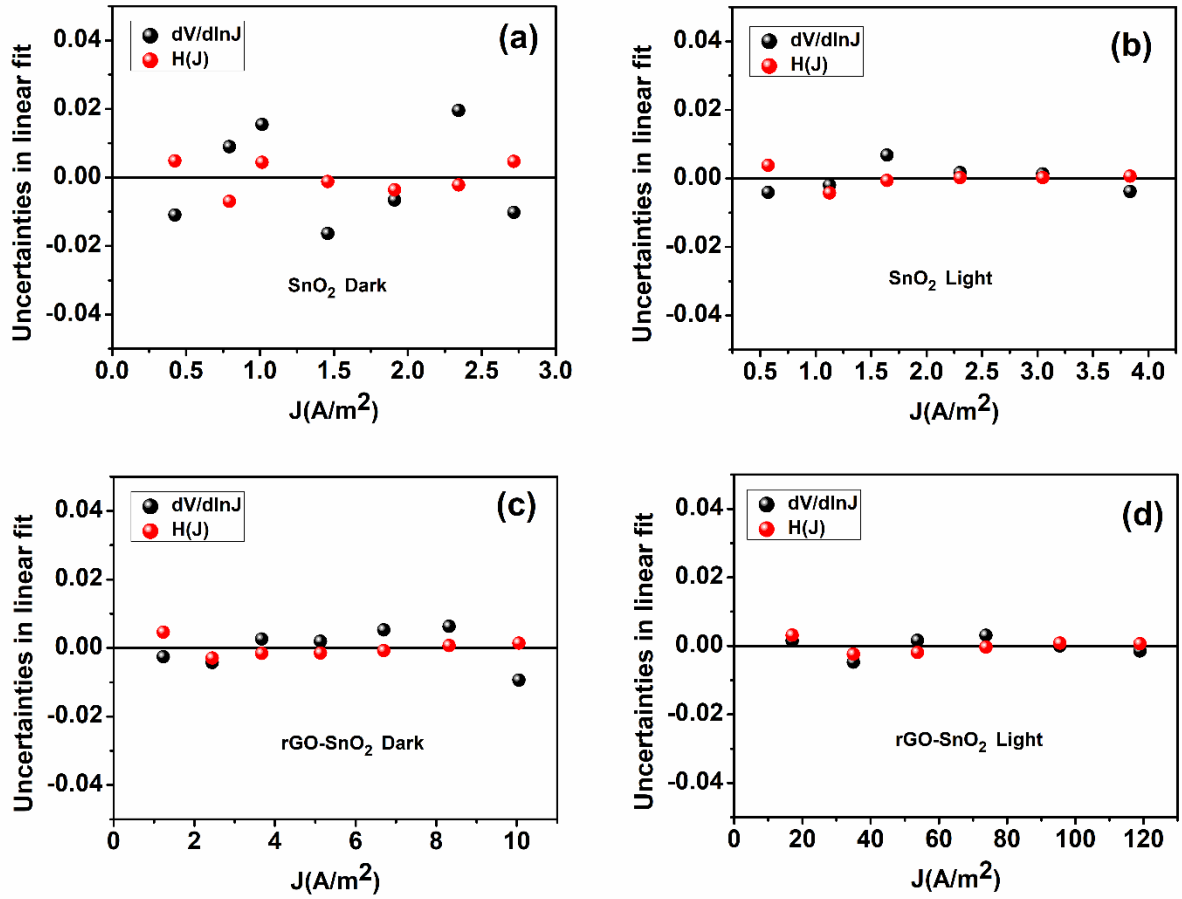 (a)
dV/dlnJ
H(J)
Uncertainties in linear fit
0.04
0.02
0.00
-0.02
-0.04
SnO2 Dark
0.0 0.5 1.0 1.5 2.0 2.5 3.0
J(A/m2)
(b)
dV/dlnJ
H(J)
Uncertainties in linear fit
0.04
0.02
0.00
-0.02
-0.04
SnO2 Light
0.5 1.0 1.5 2.0 2.5 3.0 3.5 4.0
J(A/m2)
(c)
dV/dlnJ
H(J)
Uncertainties in linear fit
0.04
0.02
0.00
-0.02
-0.04
rGO-SnO2 Dark
0 2 4 6 8 10
J(A/m2)
(d)
dV/dlnJ
H(J)
Uncertainties in linear fit
0.04
0.02
0.00
-0.02
-0.04
rGO-SnO2 Light
0 20 40 60 80 100 120
J(A/m2)